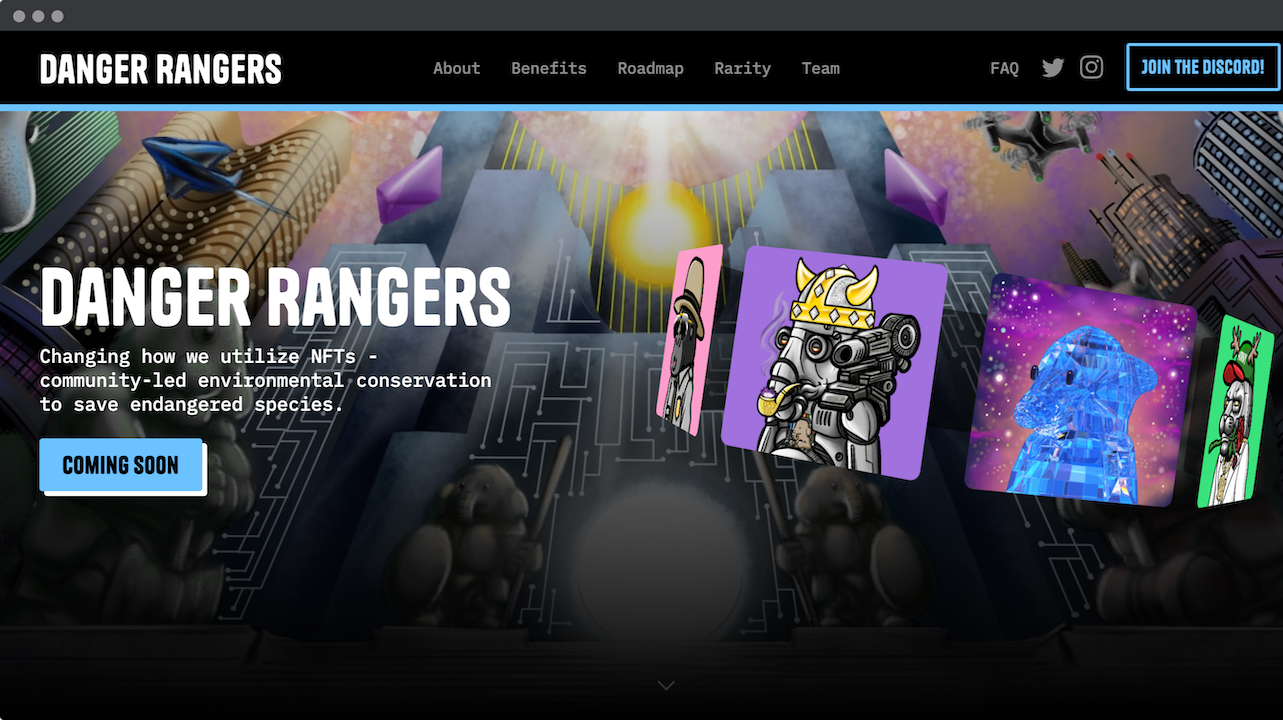 DANGER RANGERS
About
Benefits
Roadmap
Rarity
Team
FAQ
JOIN THE DISCORD!
DANGER RANGERS
Changing how we utilize NFTs -
community-led environmental conservation
to save endangered species.
COMING SOON